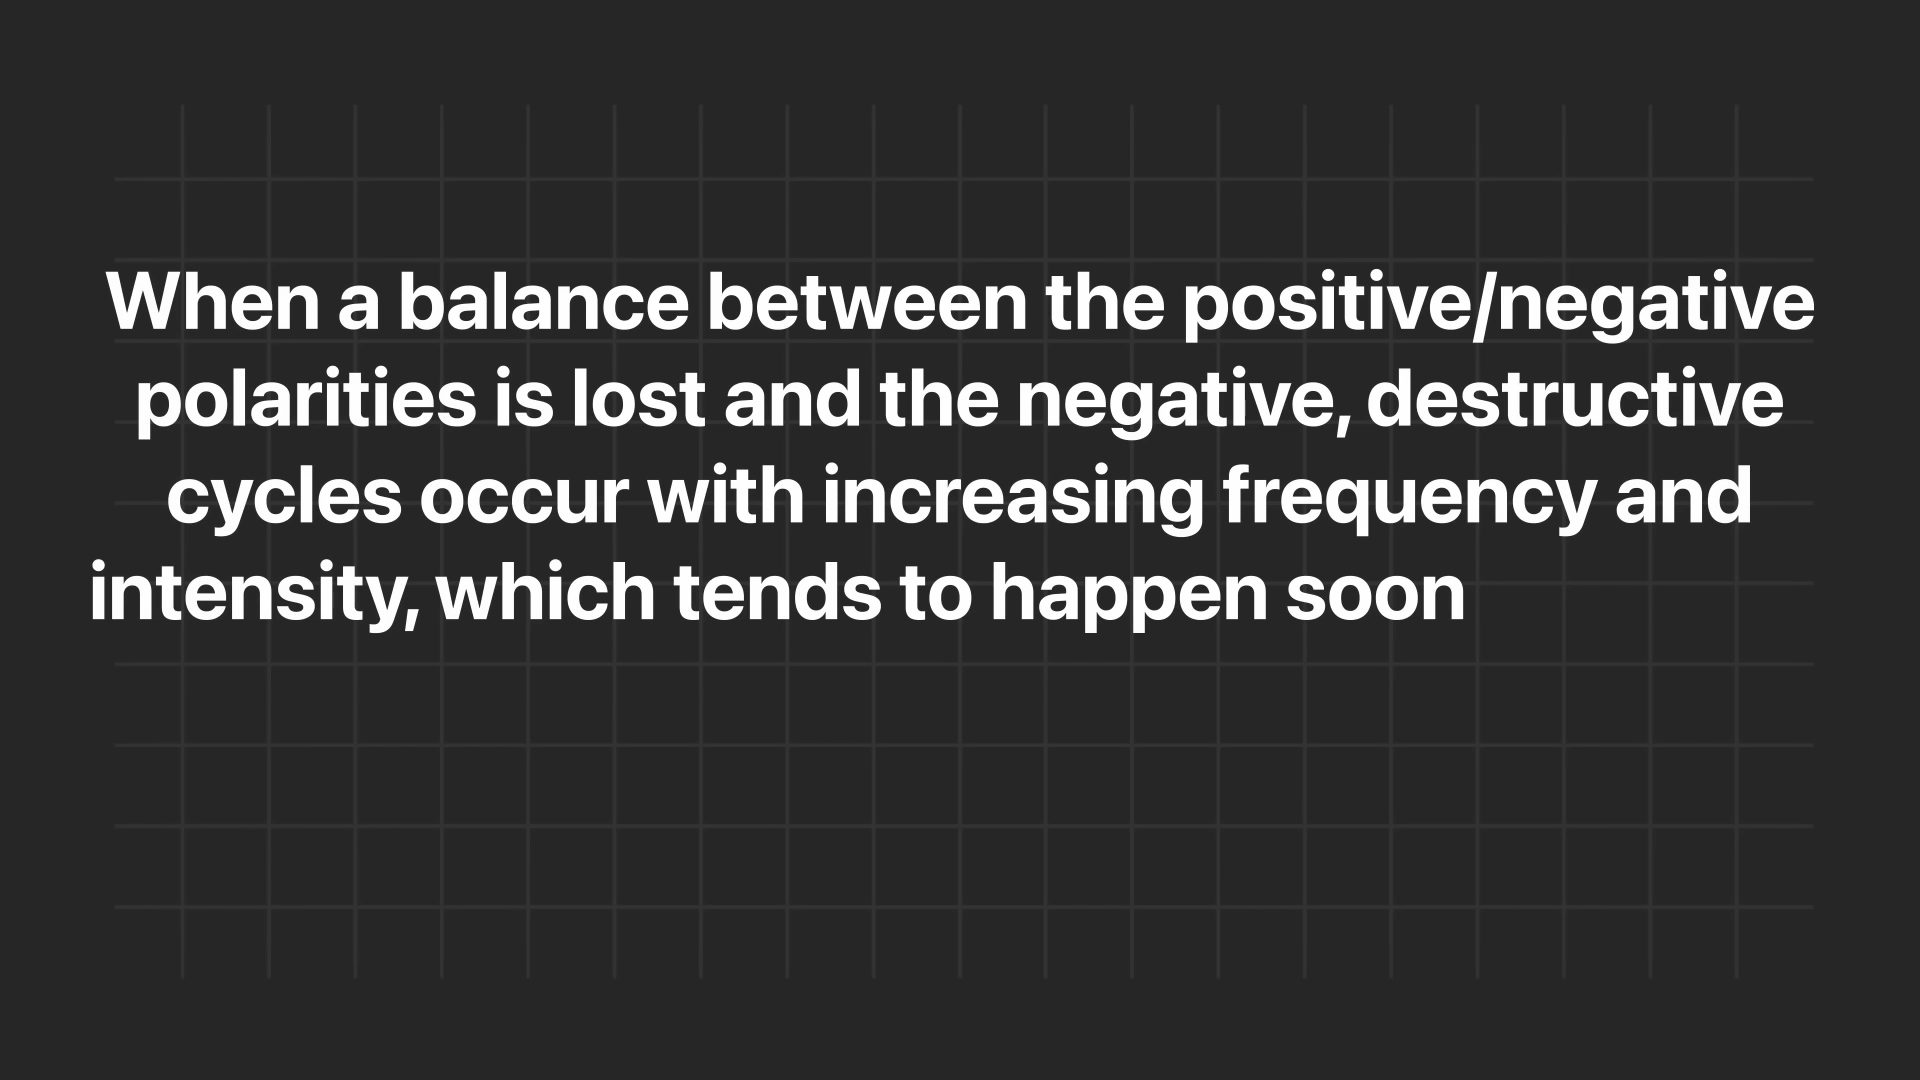 When a balance between the positive/negative
polarities is lost and the negative, destructive
cycles occur with increasing frequency and
intensity, which tends to happen soon